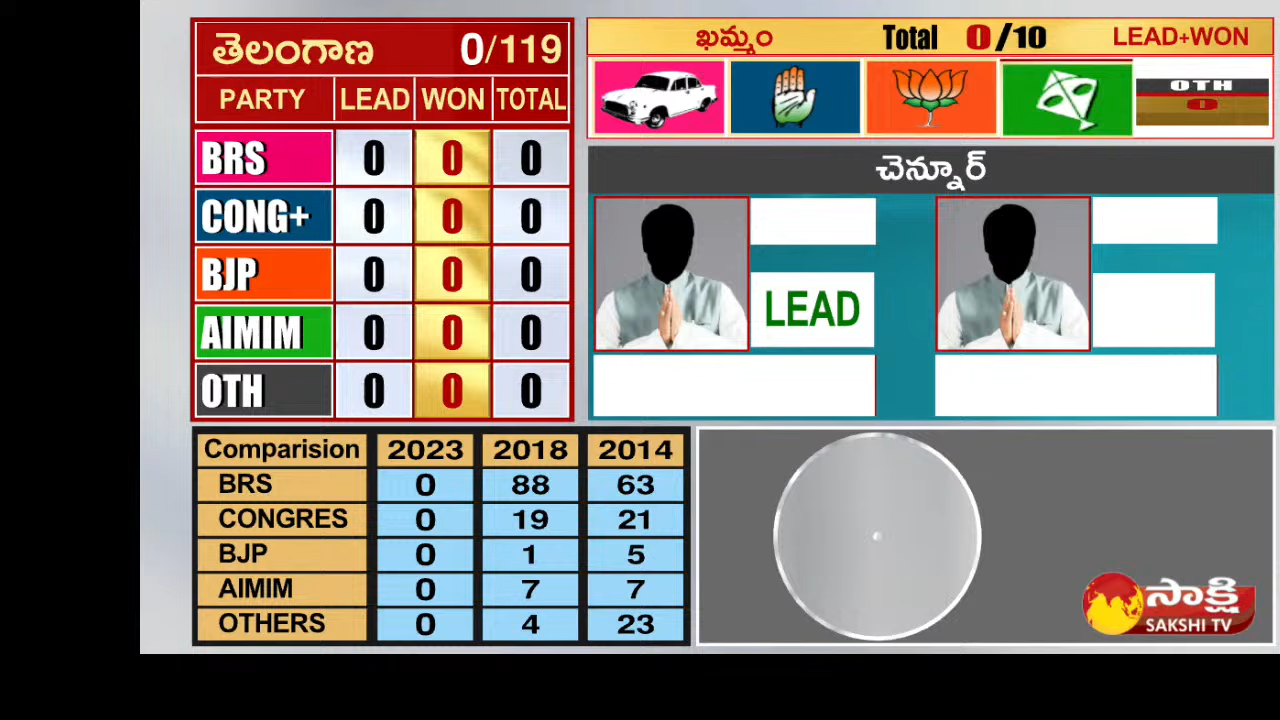 తెలంగాణ 0/119
PARTY LEAD WON TOTAL
BRS 0 0 0
CONG+ 0 0 0
BJP 0 0 0
AIMIM 0 0 0
OTH 0 0 0
ఖమ్మం Total 0/10 LEAD+WON
OTH
0
చెన్నూర్
LEAD
Comparision 2023 2018 2014
BRS 0 88 63
CONGRES 0 19 21
BJP 0 1 5
AIMIM 0 7 7
OTHERS 0 4 23
సాక్షి
SAKSHI TV